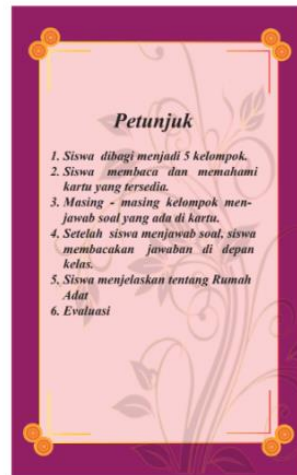 Petunjuk
1. Siswa dibagi menjadi 5 kelompok.
2. Siswa membaca dan memahami
kartu yang tersedia.
3. Masing - masing kelompok men-
jawab soal yang ada di kartu.
4. Setelah siswa menjawab soal, siswa
membacakan jawaban di depan
kelas.
5. Siswa menjelaskan tentang Rumah
Adat
6. Evaluasi